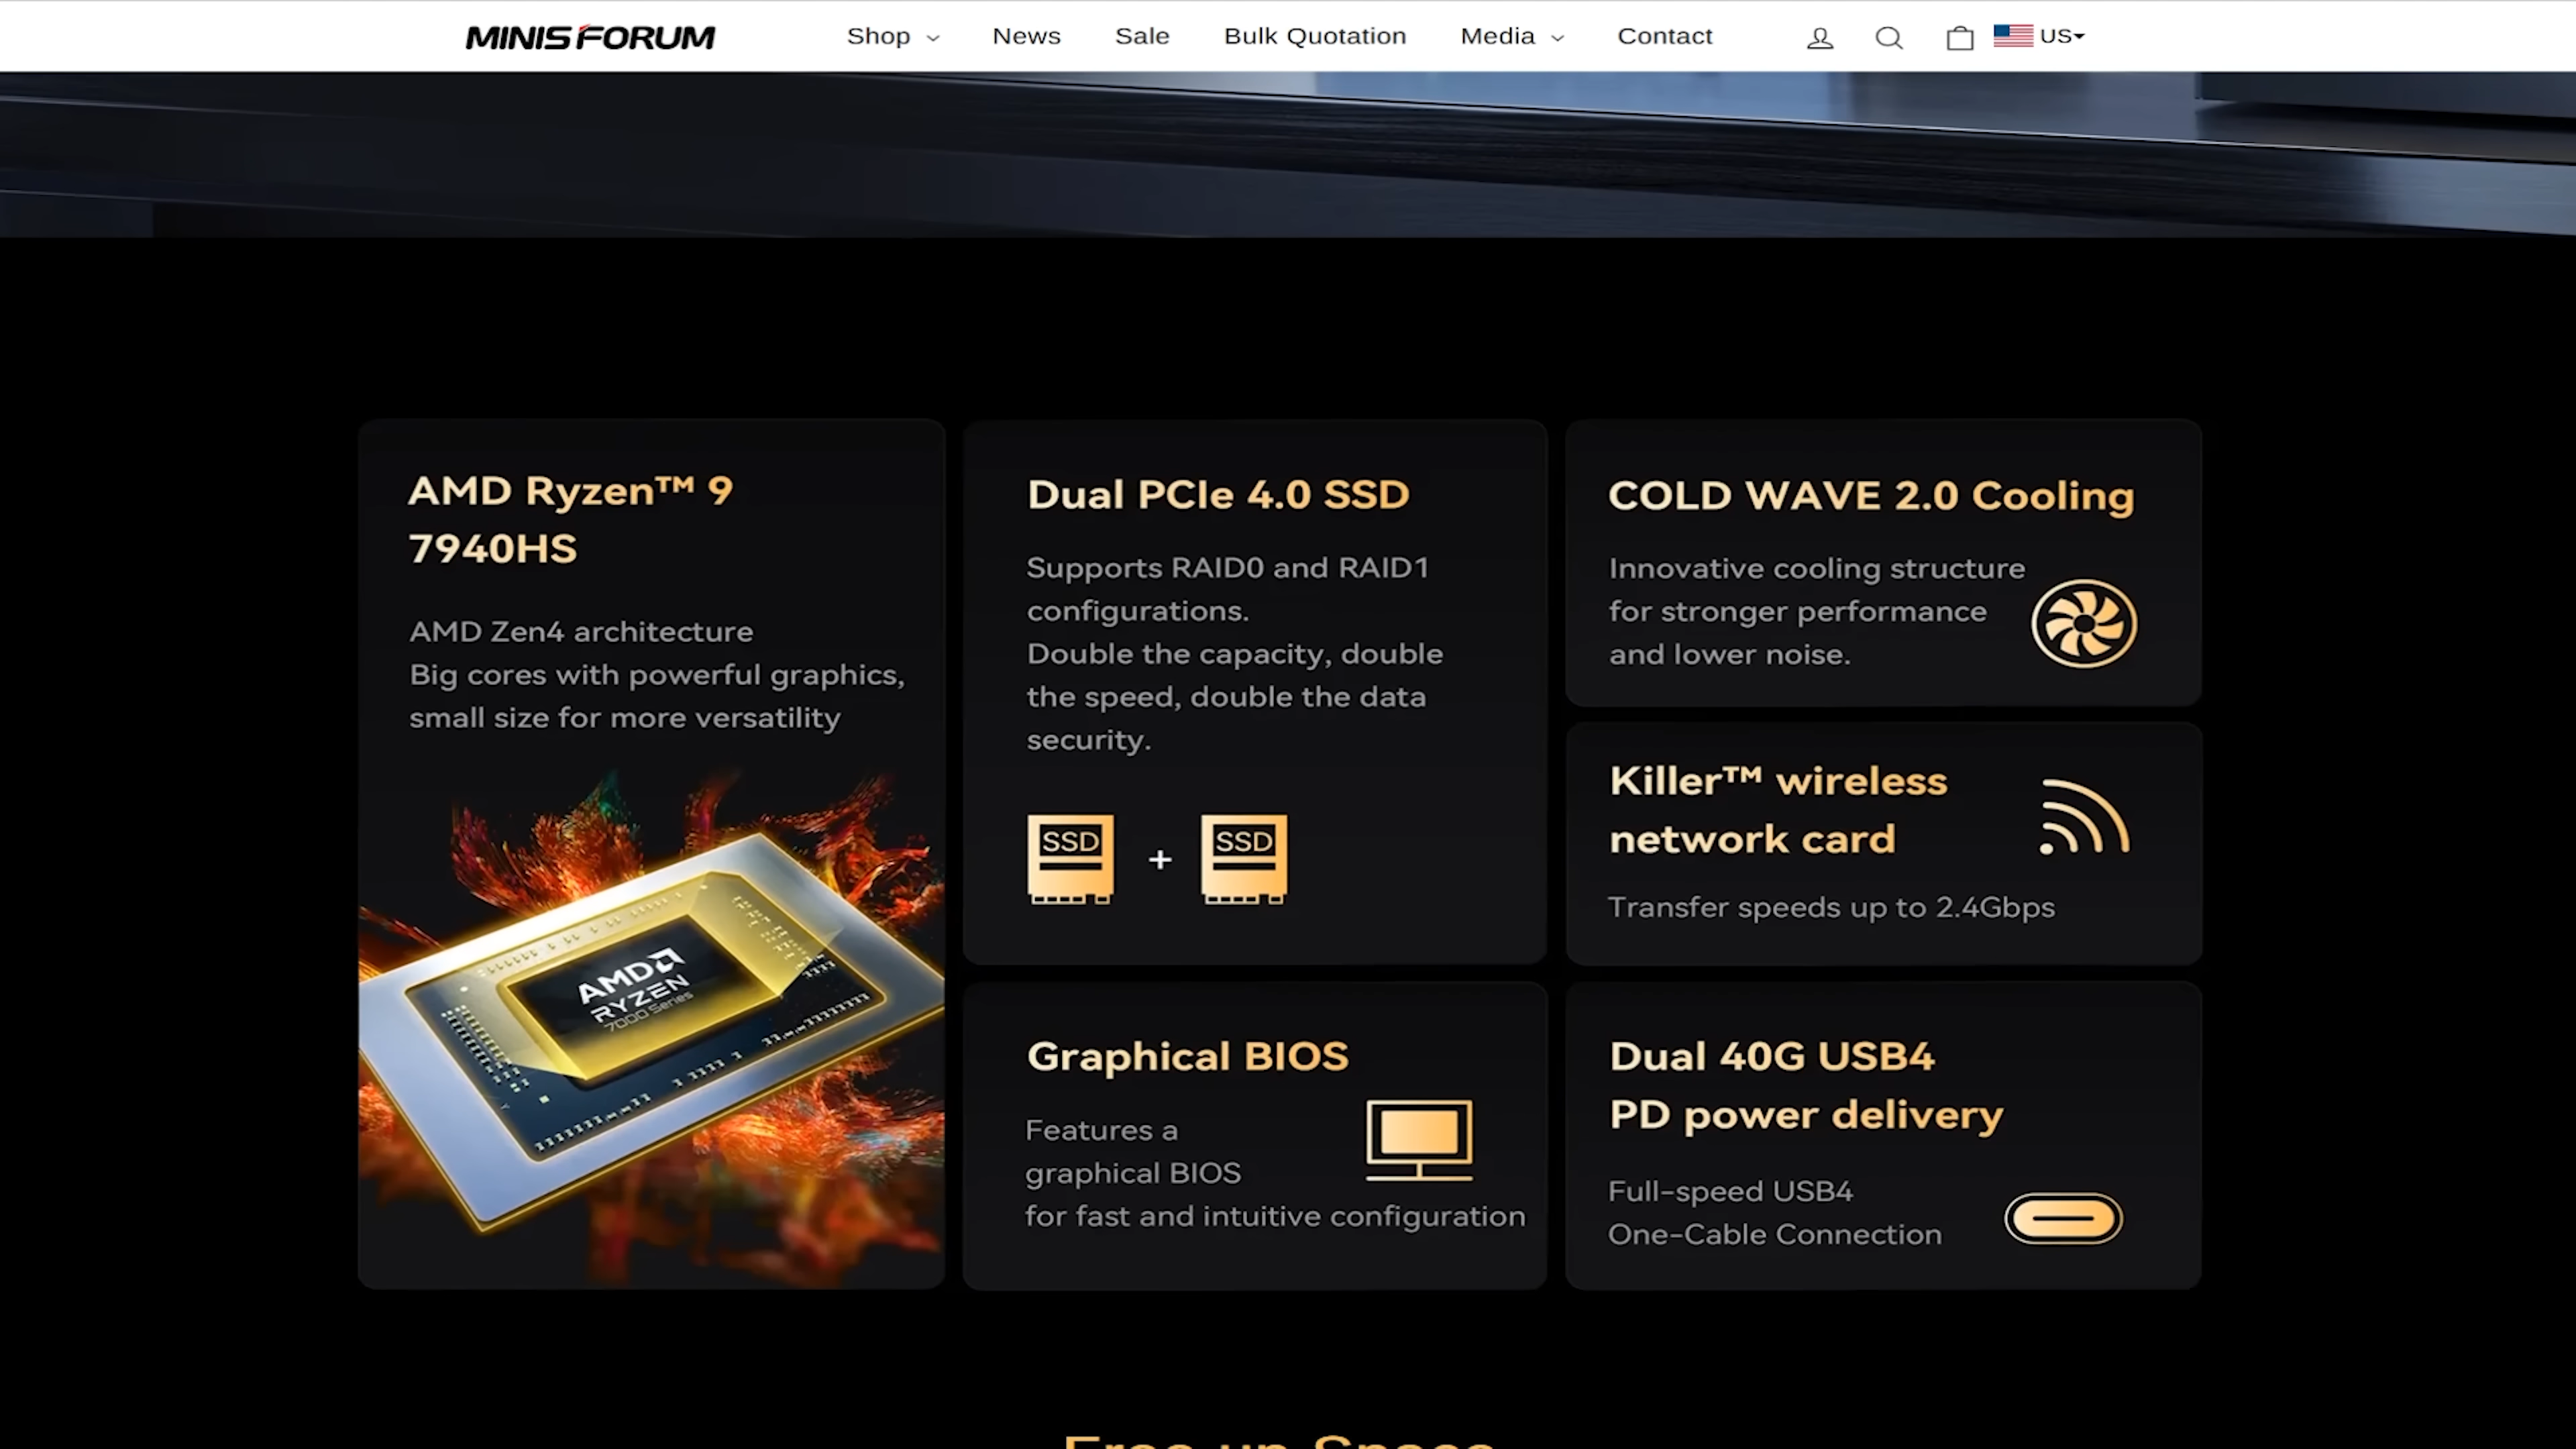 MINISFORUM
Shop
News
Sale
Bulk Quotation
Media
Contact
US
AMD Ryzen™ 9
7940HS
AMD Zen4 architecture
Big cores with powerful graphics,
small size for more versatility
AMD
RYZEN
7000 Series
Dual PCIe 4.0 SSD
Supports RAID0 and RAID1
configurations.
Double the capacity, double
the speed, double the data
security.
SSD
+
SSD
Graphical BIOS
Features a
graphical BIOS
for fast and intuitive configuration
COLD WAVE 2.0 Cooling
Innovative cooling structure
for stronger performance
and lower noise.
Killer™ wireless
network card
Transfer speeds up to 2.4Gbps
Dual 40G USB4
PD power delivery
Full-speed USB4
One-Cable Connection
Free up Space